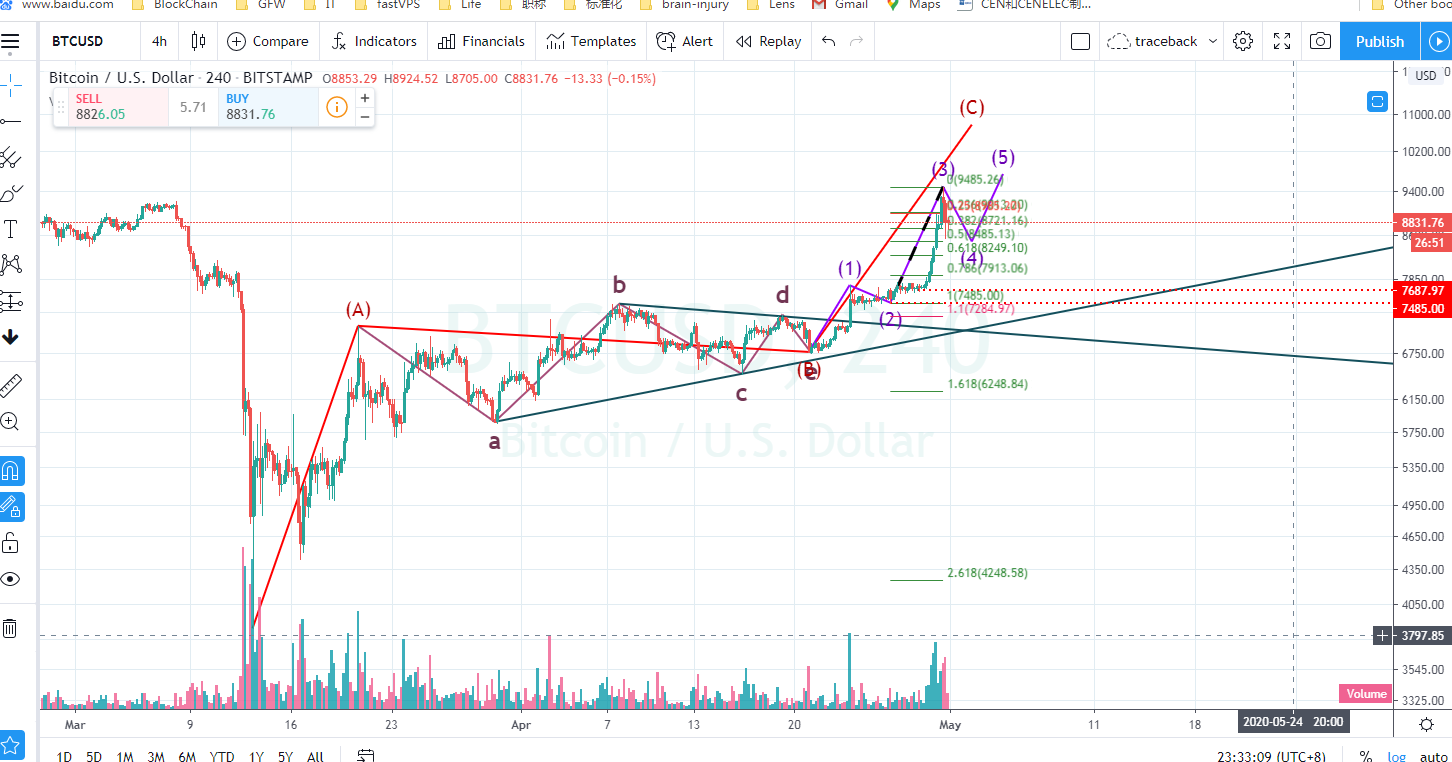 www.baidu.com BlockChain GFW IT fastVPS Life 职称 标准化 brain-injury Lens Gmail Maps CEN和CENELEC制... Other boo
BTCUSD 4h Compare Indicators Financials Templates Alert Replay traceback Publish
Bitcoin / U.S. Dollar · 240 · BITSTAMP O8853.29 H8924.52 L8705.00 C8831.76 −13.33 (−0.15%)
USD
SELL
8826.05
5.71
BUY
8831.76
11000.00
10200.00
9400.00
8831.76
26:51
7850.00
7687.97
7485.00
6750.00
6150.00
5750.00
5350.00
4950.00
4650.00
4350.00
4050.00
3797.85
3545.00
3325.00
(C)
(5)
(3)
0(9485.26)
0.382(8721.16)
0.5(8485.13)
0.618(8249.10)
(4)
0.786(7913.06)
(1)
1(7485.00)
1.1(7284.97)
(2)
b
d
(A)
(B)
e
c
a
1.618(6248.84)
2.618(4248.58)
BTCUSD, 240
Bitcoin / U.S. Dollar
Volume
Mar 9 16 23 Apr 7 13 20 May 11 18 2020-05-24 20:00
1D 5D 1M 3M 6M YTD 1Y 5Y All 23:33:09 (UTC+8) % log auto